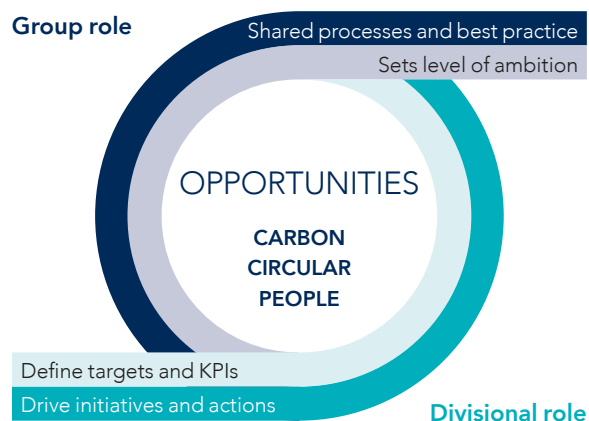 Group role
Shared processes and best practice
Sets level of ambition
OPPORTUNITIES
CARBON
CIRCULAR
PEOPLE
Define targets and KPIs
Drive initiatives and actions
Divisional role